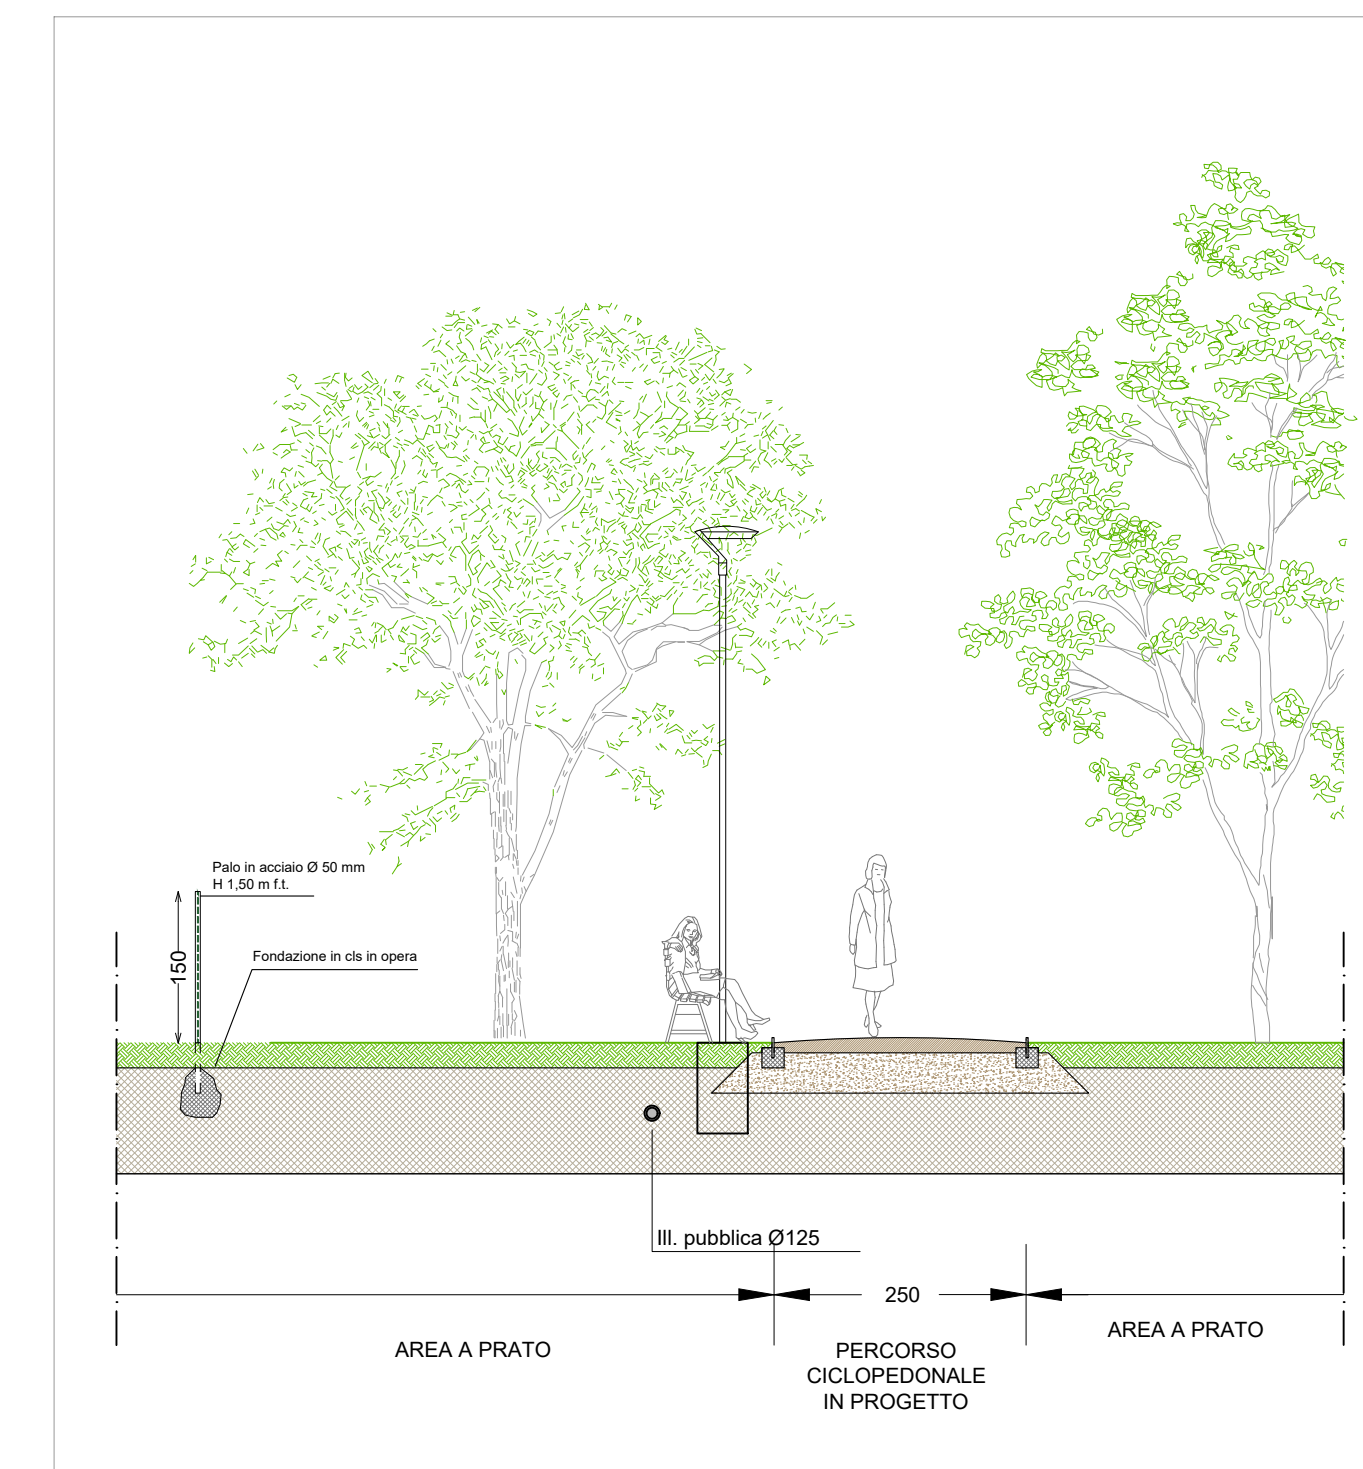 Palo in acciaio Ø 50 mm
H 1,50 m f.t.
150
Fondazione in cls in opera
Ill. pubblica Ø125
250
AREA A PRATO
PERCORSO
CICLOPEDONALE
IN PROGETTO
AREA A PRATO